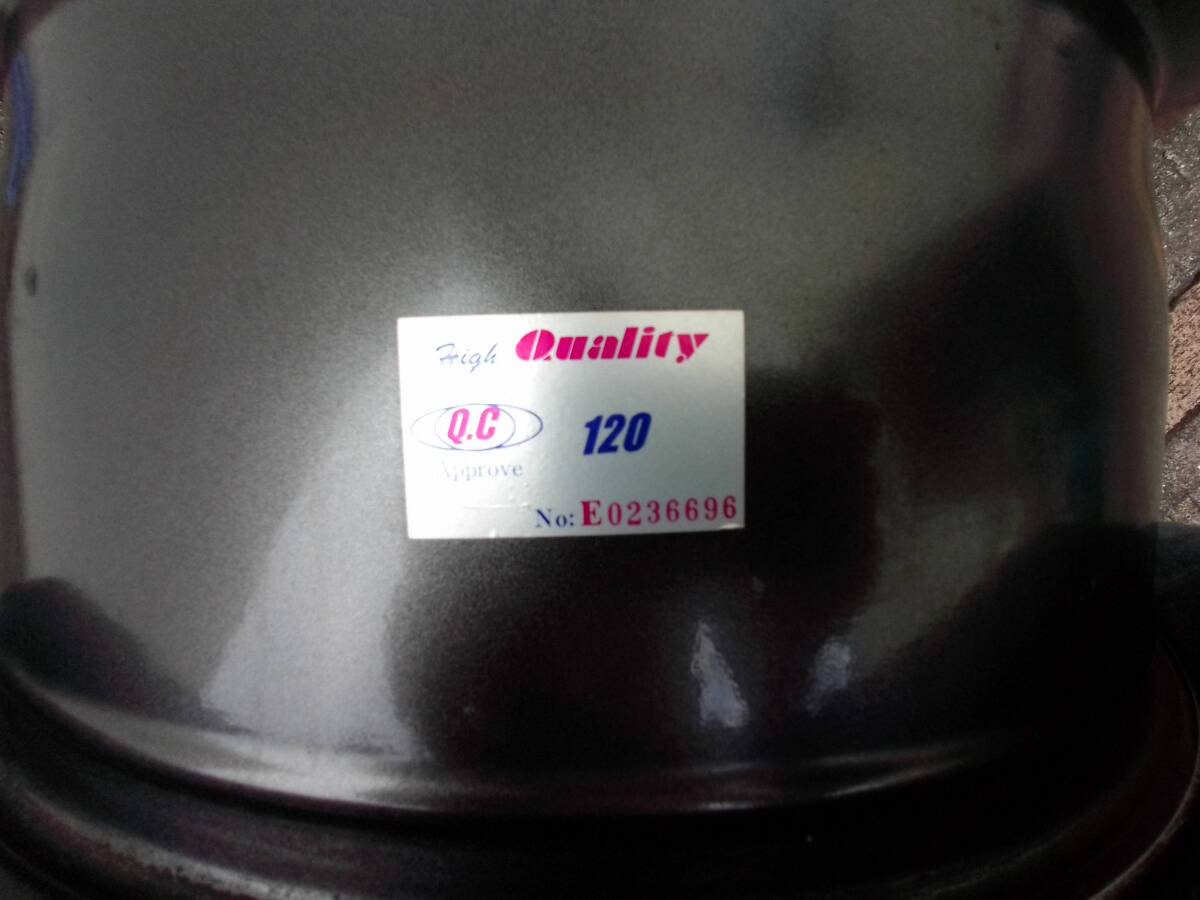 High Quality
Q.C
120
Approve
No: E0236696